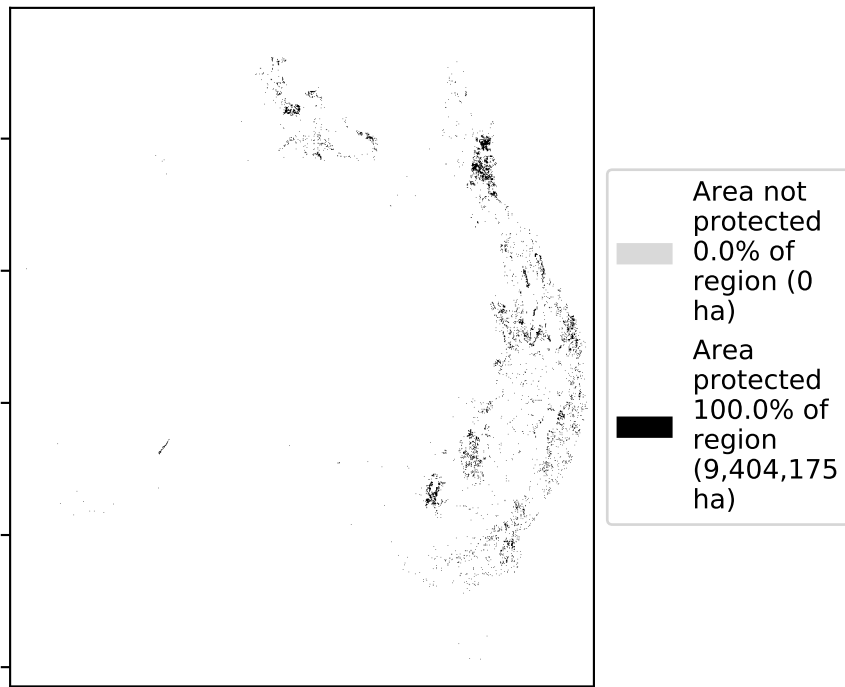 Area not
protected
0.0% of
region (0
ha)
Area
protected
100.0% of
region
(9,404,175
ha)